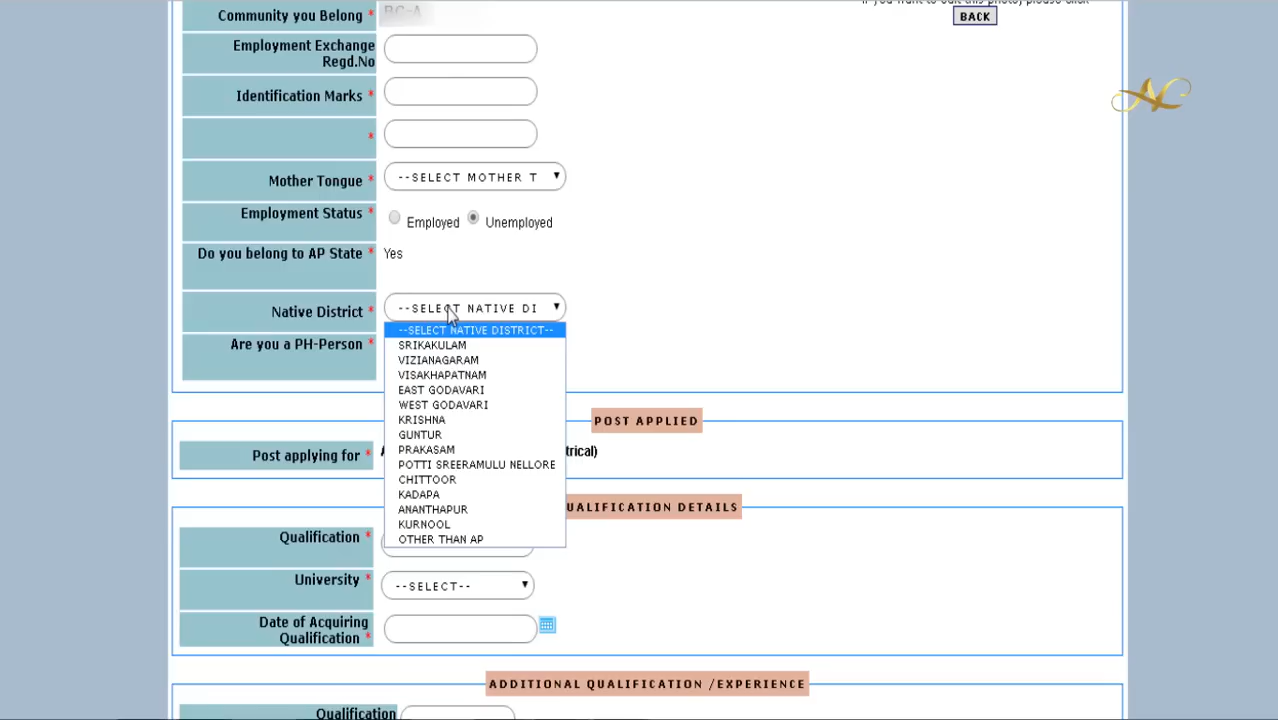 Community you Belong * BC-A
BACK
Employment Exchange
Regd.No
Identification Marks *
*
Mother Tongue * --SELECT MOTHER T
Employment Status * Employed Unemployed
Do you belong to AP State * Yes
Native District * --SELECT NATIVE DI
--SELECT NATIVE DISTRICT--
SRIKAKULAM
Are you a PH-Person *
VIZIANAGARAM
VISAKHAPATNAM
EAST GODAVARI
WEST GODAVARI
KRISHNA
GUNTUR
PRAKASAM
POTTI SREERAMULU NELLORE
CHITTOOR
KADAPA
ANANTHAPUR
KURNOOL
OTHER THAN AP
POST APPLIED
Post applying for * trical)
UALIFICATION DETAILS
Qualification *
University * --SELECT--
Date of Acquiring
Qualification *
ADDITIONAL QUALIFICATION /EXPERIENCE
Qualification